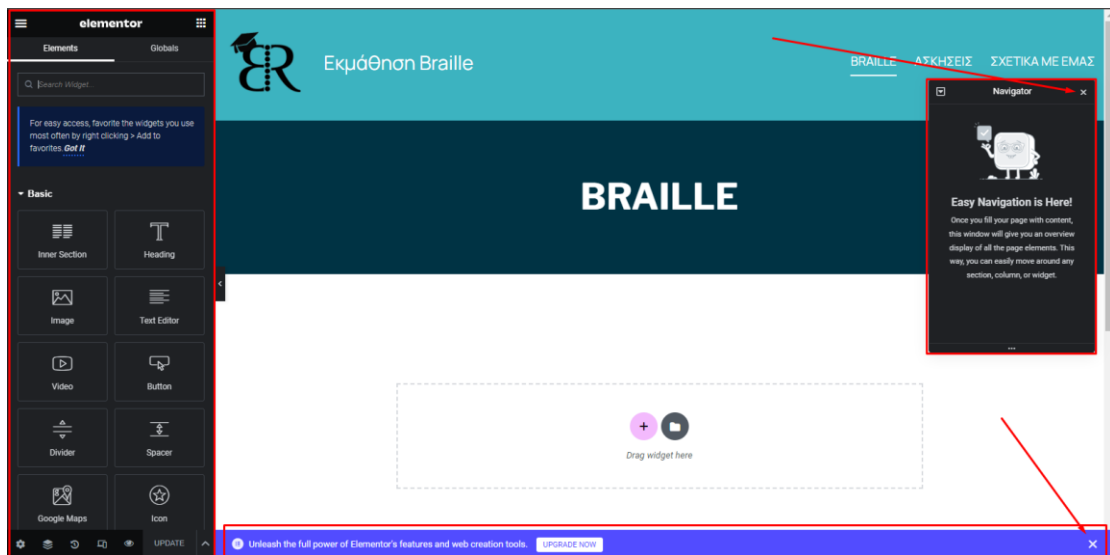 elementor
Elements
Globals
Search Widget...
For easy access, favorite the widgets you use
most often by right clicking > Add to
favorites. Got It
Basic
Inner Section
Heading
Image
Text Editor
Video
Button
Divider
Spacer
Google Maps
Icon
UPDATE
BR
Εκμάθηση Braille
BRAILLE ΑΣΚΗΣΕΙΣ ΣΧΕΤΙΚΑ ΜΕ ΕΜΑΣ
BRAILLE
Navigator
Easy Navigation is Here!
Once you fill your page with content,
this window will give you an overview
display of all the page elements. This
way, you can easily move around any
section, column, or widget.
Drag widget here
Unleash the full power of Elementor's features and web creation tools. UPGRADE NOW